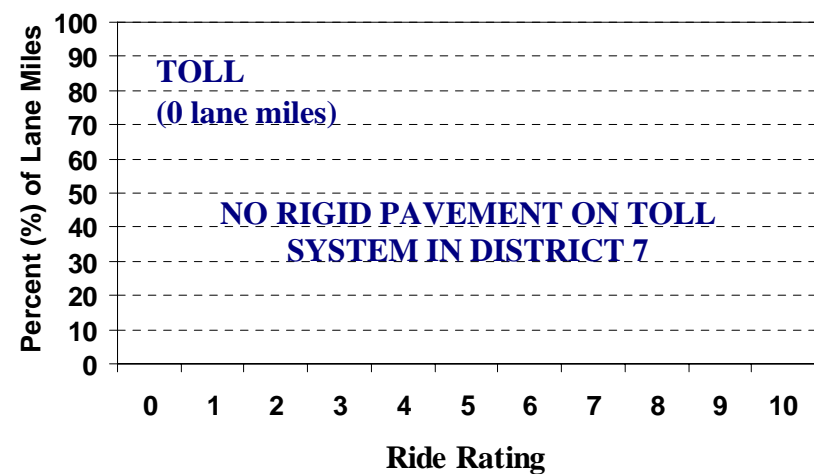 Percent (%) of Lane Miles
100
90
80
70
60
50
40
30
20
10
0
TOLL
(0 lane miles)
NO RIGID PAVEMENT ON TOLL
SYSTEM IN DISTRICT 7
0 1 2 3 4 5 6 7 8 9 10
Ride Rating